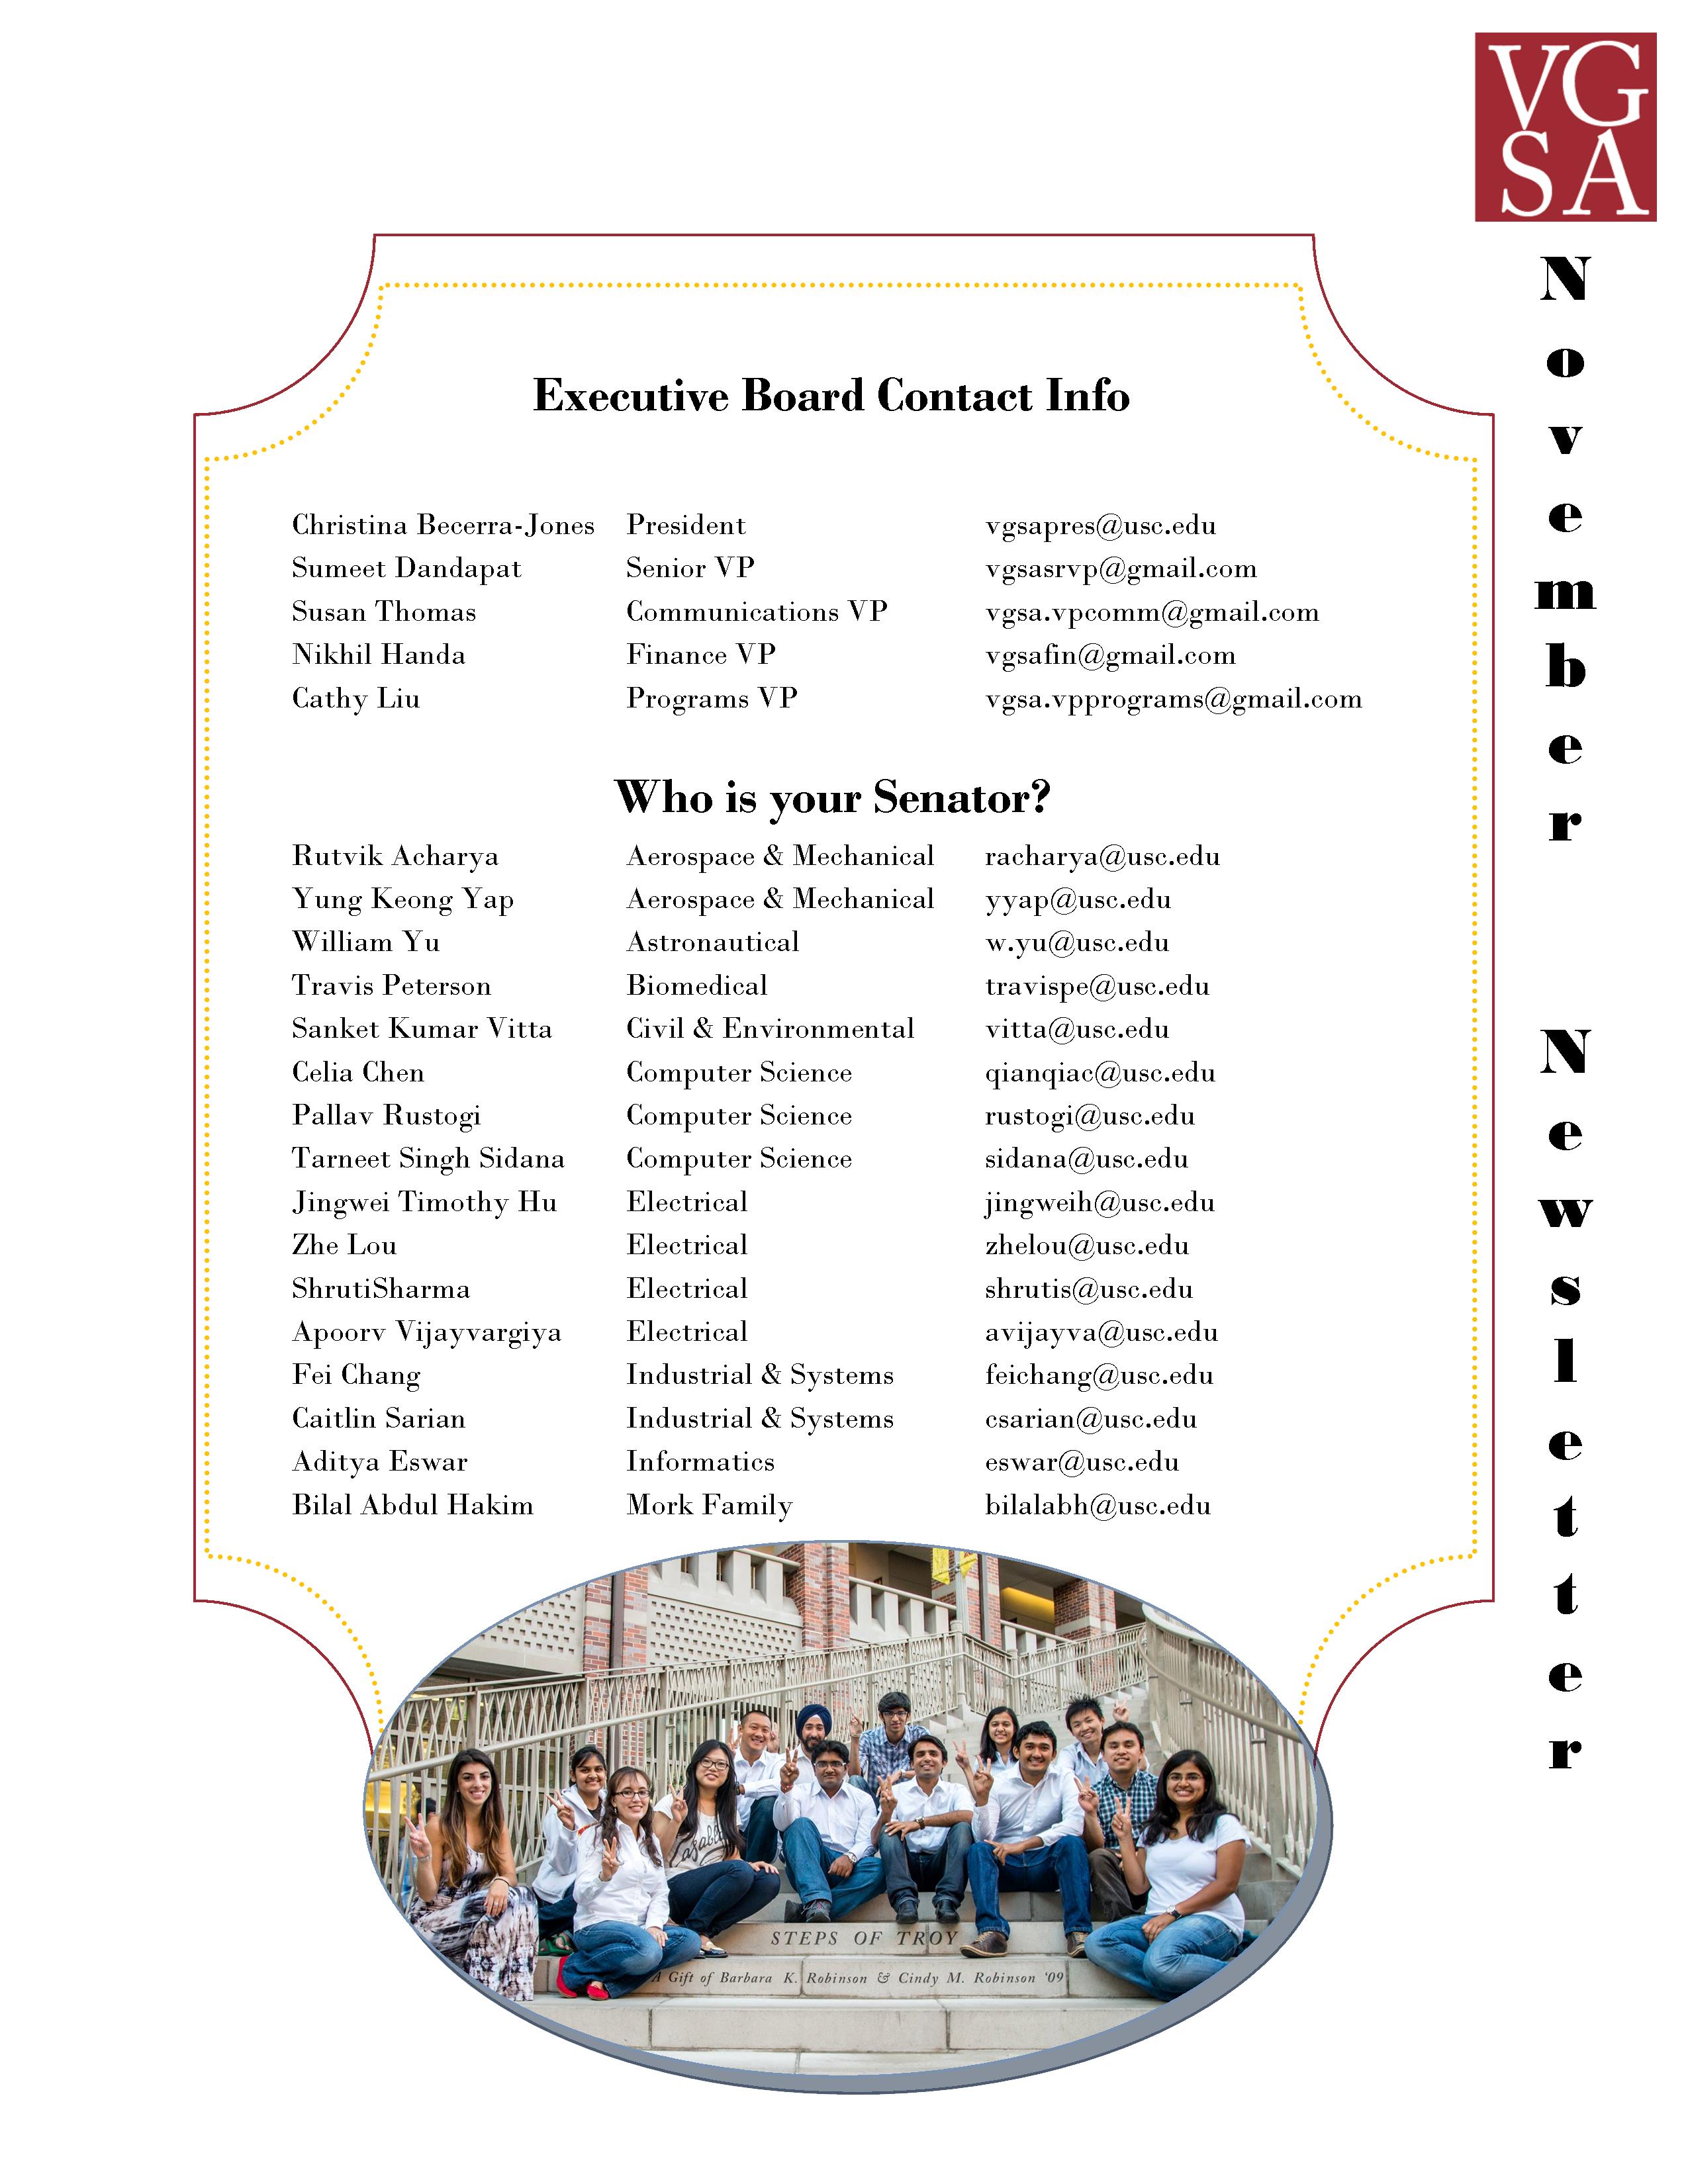 VG
SA
November Newsletter
Executive Board Contact Info
Christina Becerra-Jones President vgsapres@usc.edu
Sumeet Dandapat Senior VP vgsasrvp@gmail.com
Susan Thomas Communications VP vgsa.vpcomm@gmail.com
Nikhil Handa Finance VP vgsafin@gmail.com
Cathy Liu Programs VP vgsa.vpprograms@gmail.com
Who is your Senator?
Rutvik Acharya Aerospace & Mechanical racharya@usc.edu
Yung Keong Yap Aerospace & Mechanical yyap@usc.edu
William Yu Astronautical w.yu@usc.edu
Travis Peterson Biomedical travispe@usc.edu
Sanket Kumar Vitta Civil & Environmental vitta@usc.edu
Celia Chen Computer Science qianqiac@usc.edu
Pallav Rustogi Computer Science rustogi@usc.edu
Tarneet Singh Sidana Computer Science sidana@usc.edu
Jingwei Timothy Hu Electrical jingweih@usc.edu
Zhe Lou Electrical zhelou@usc.edu
ShrutiSharma Electrical shrutis@usc.edu
Apoorv Vijayvargiya Electrical avijayva@usc.edu
Fei Chang Industrial & Systems feichang@usc.edu
Caitlin Sarian Industrial & Systems csarian@usc.edu
Aditya Eswar Informatics eswar@usc.edu
Bilal Abdul Hakim Mork Family bilalabh@usc.edu
STEPS OF TROY
A Gift of Barbara K. Robinson & Cindy M. Robinson '09